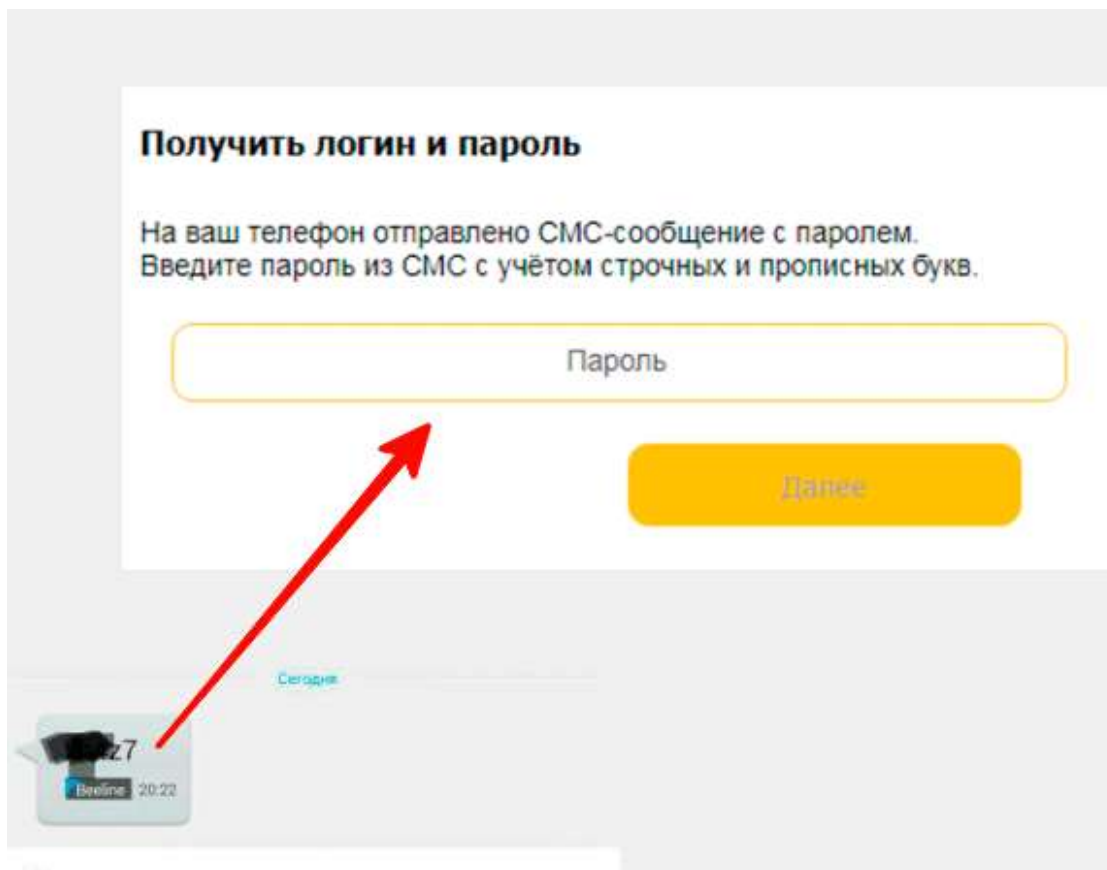 Получить логин и пароль
На ваш телефон отправлено СМС-сообщение с паролем.
Введите пароль из СМС с учётом строчных и прописных букв.
Пароль
Далее
Сегодня
z7
Beeline 20:22